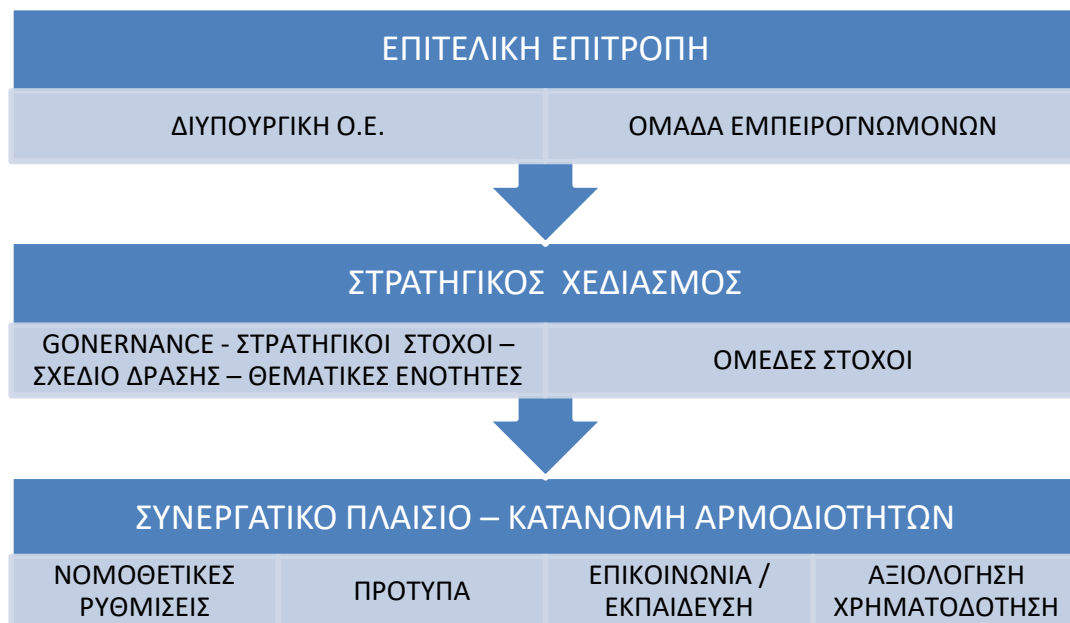 ΕΠΙΤΕΛΙΚΗ ΕΠΙΤΡΟΠΗ
ΔΙΥΠΟΥΡΓΙΚΗ Ο.Ε.
ΟΜΑΔΑ ΕΜΠΕΙΡΟΓΝΩΜΟΝΩΝ
ΣΤΡΑΤΗΓΙΚΟΣ ΧΕΔΙΑΣΜΟΣ
GONERNANCE - ΣΤΡΑΤΗΓΙΚΟΙ ΣΤΟΧΟΙ –
ΣΧΕΔΙΟ ΔΡΑΣΗΣ – ΘΕΜΑΤΙΚΕΣ ΕΝΟΤΗΤΕΣ
ΟΜΕΔΕΣ ΣΤΟΧΟΙ
ΣΥΝΕΡΓΑΤΙΚΟ ΠΛΑΙΣΙΟ – ΚΑΤΑΝΟΜΗ ΑΡΜΟΔΙΟΤΗΤΩΝ
ΝΟΜΟΘΕΤΙΚΕΣ
ΡΥΘΜΙΣΕΙΣ
ΠΡΟΤΥΠΑ
ΕΠΙΚΟΙΝΩΝΙΑ /
ΕΚΠΑΙΔΕΥΣΗ
ΑΞΙΟΛΟΓΗΣΗ
ΧΡΗΜΑΤΟΔΟΤΗΣΗ